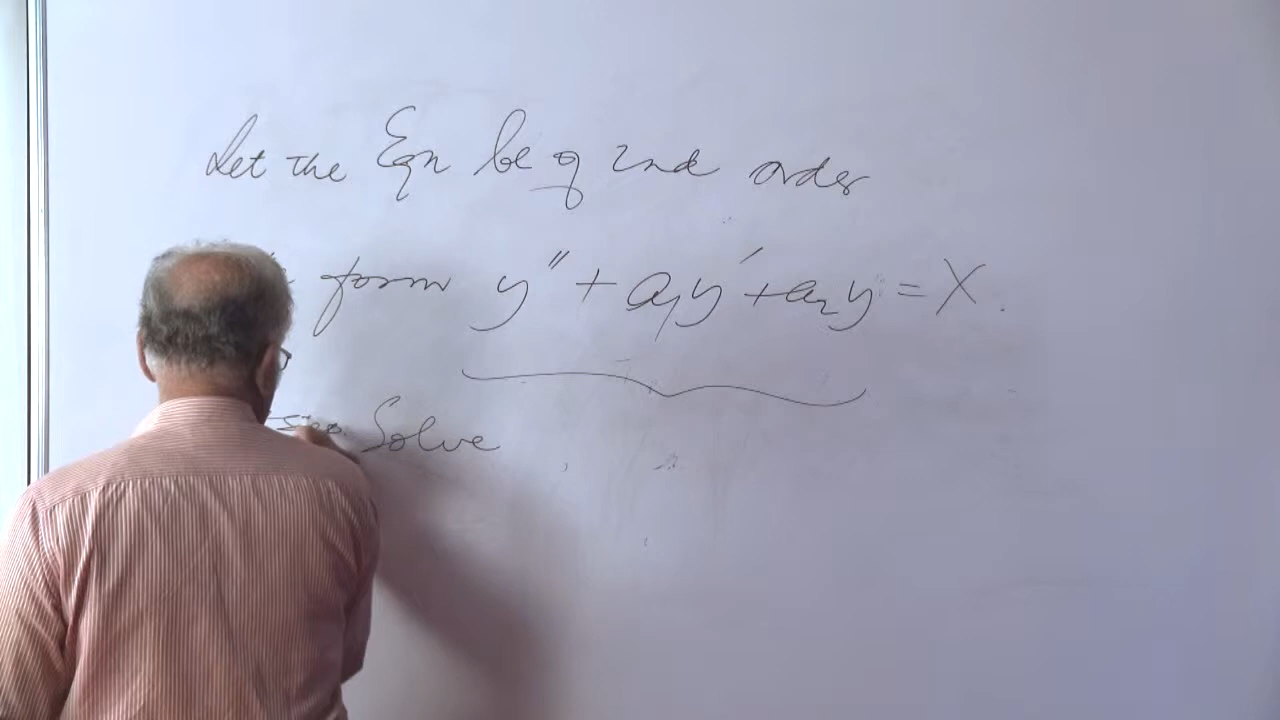 Let the Eqn be of 2nd order
form y″ + a₁y′ + a₂y = X.
Solve